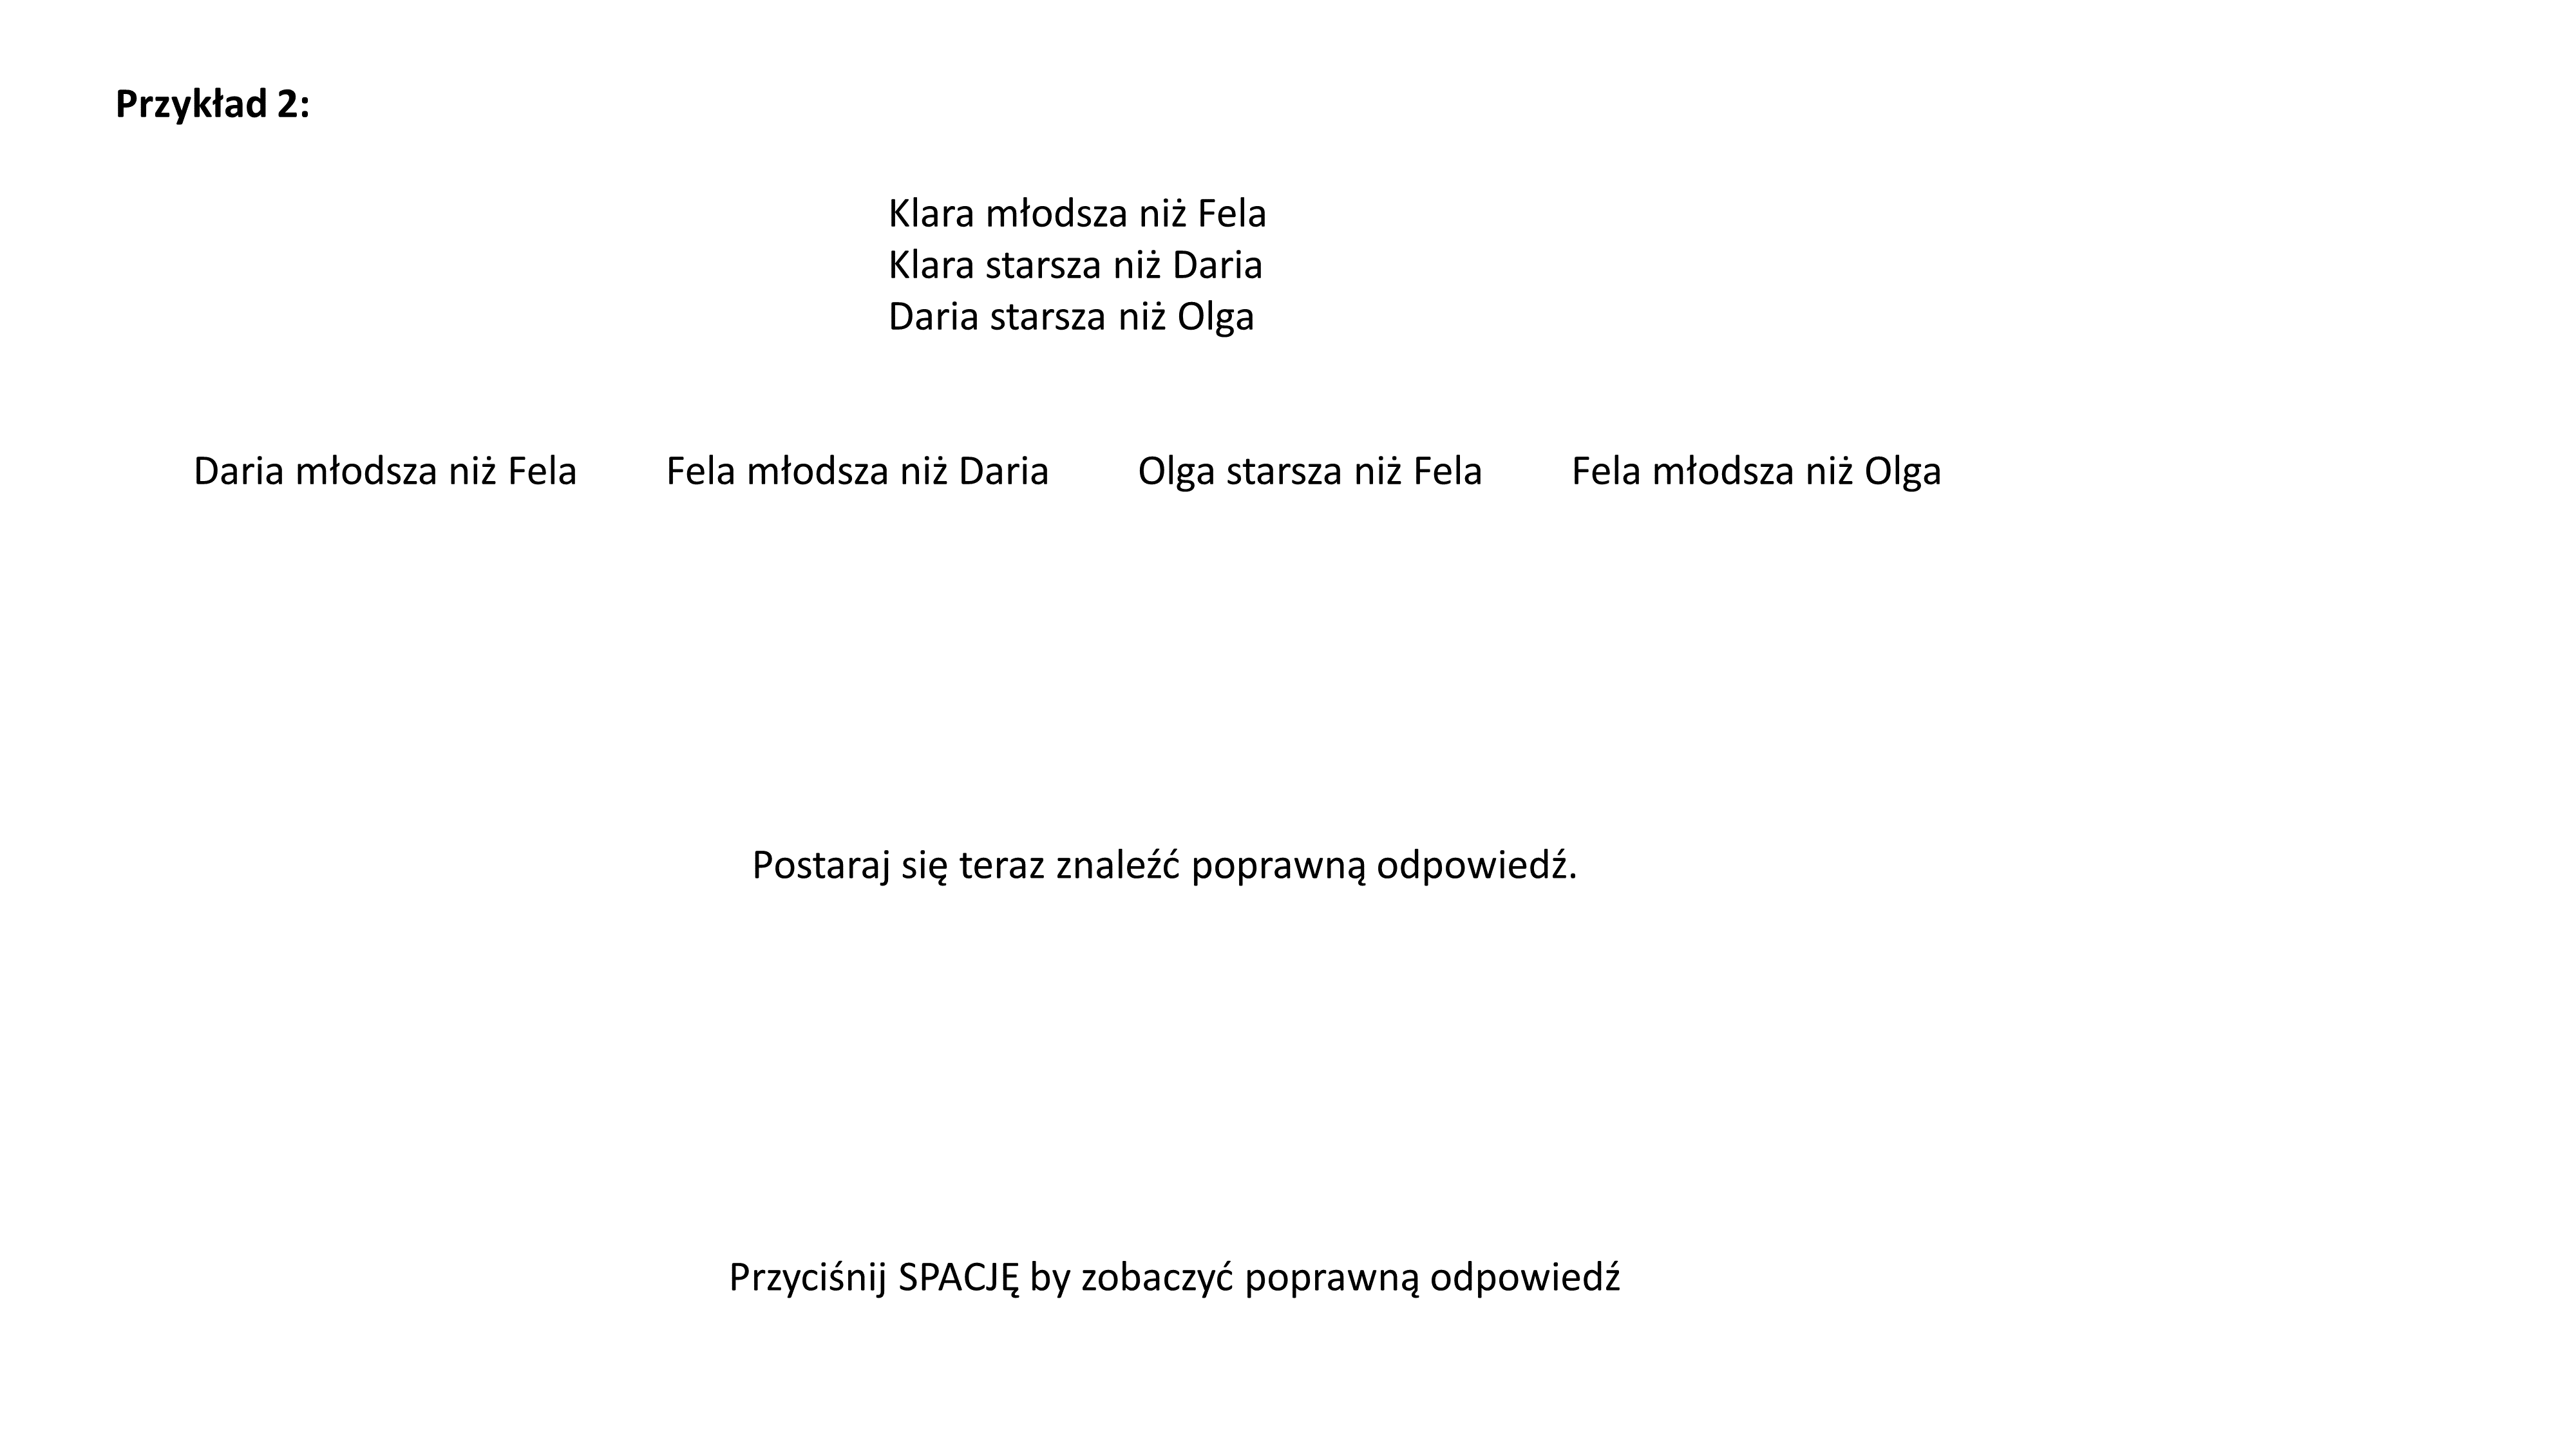 Przykład 2:
Klara młodsza niż Fela
Klara starsza niż Daria
Daria starsza niż Olga
Daria młodsza niż Fela Fela młodsza niż Daria Olga starsza niż Fela Fela młodsza niż Olga
Postaraj się teraz znaleźć poprawną odpowiedź.
Przyciśnij SPACJĘ by zobaczyć poprawną odpowiedź